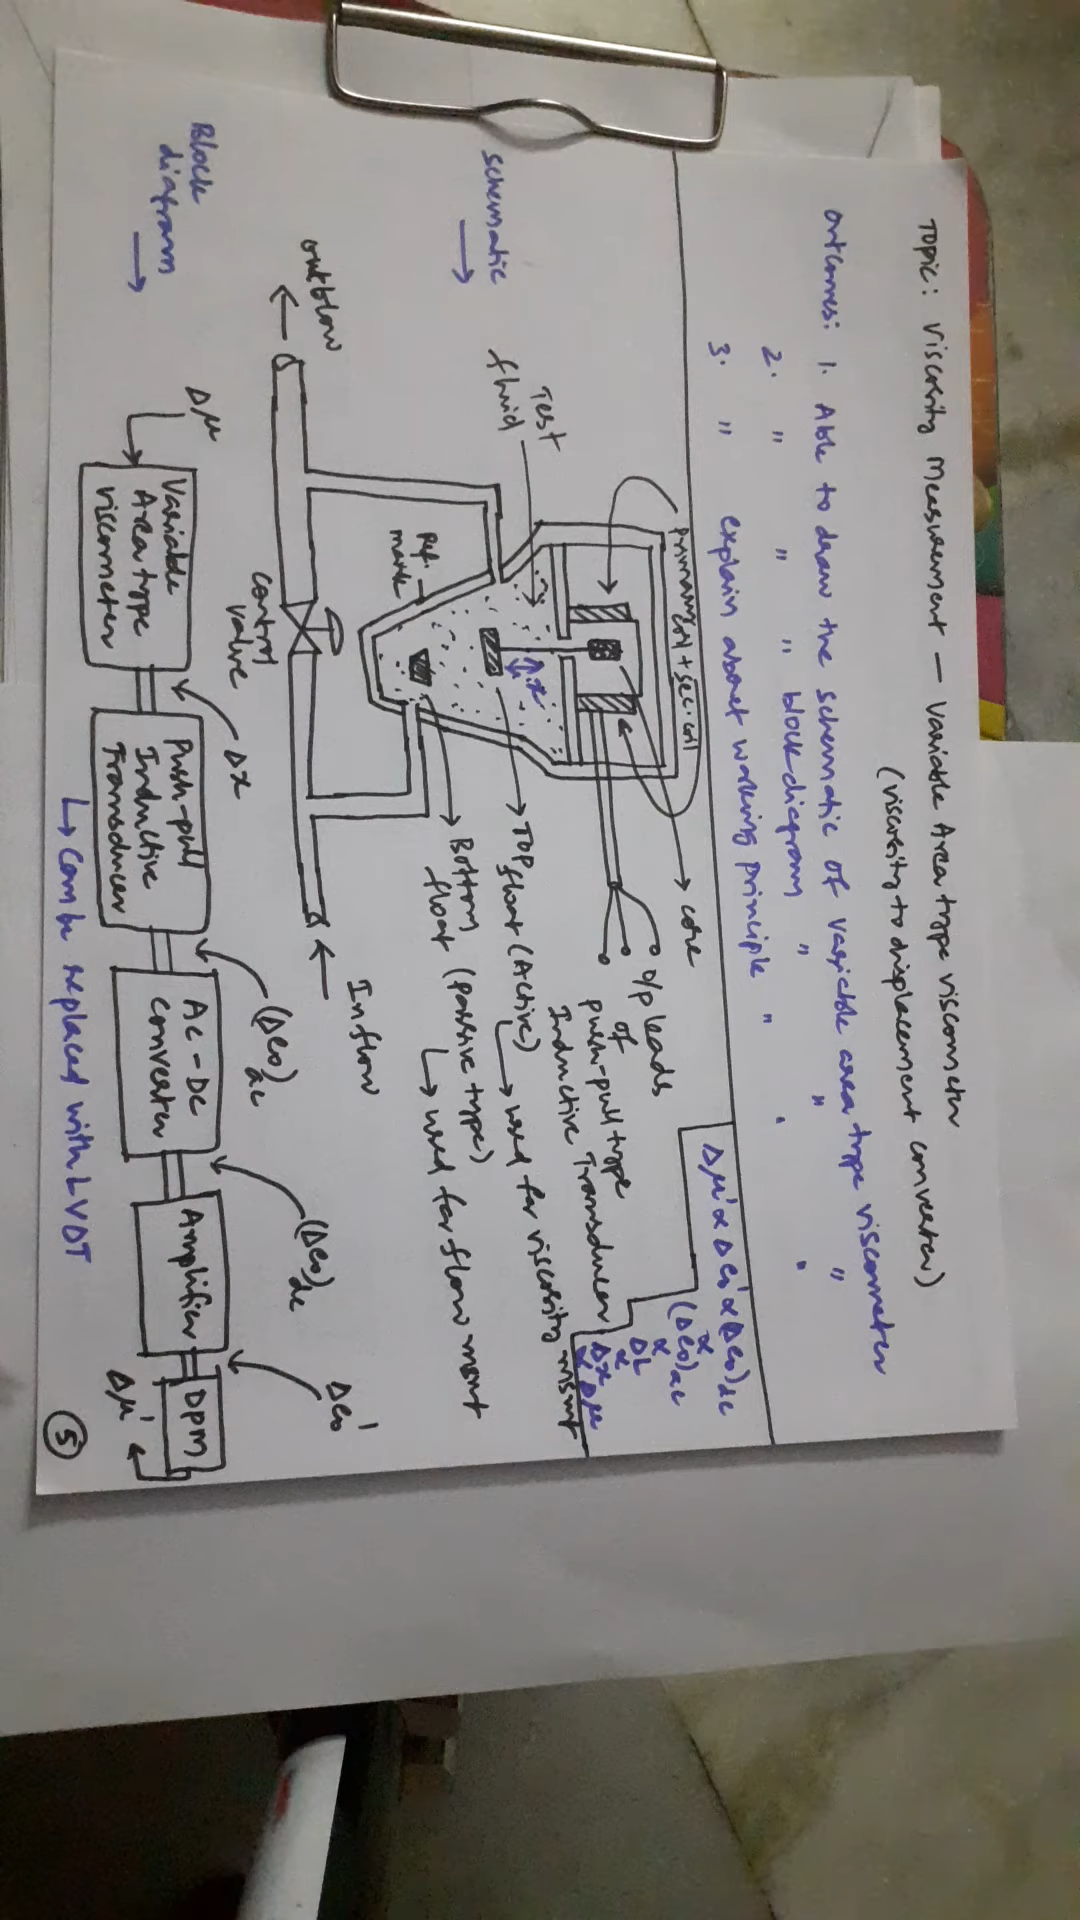 Topic: Viscosity Measurement - Variable Area type viscometer
(viscosity to displacement converter)
Outcomes: 1. Able to draw the schematic of variable area type viscometer
2. " " " block diagram " " "
3. " explain about working principle " " "
Δμ' α Δe₀' α (Δe₀)dc
α
(Δe₀)ac
α
ΔL
α
Δx
α Δμ
schematic →
primary coil + sec. coil
→ core
o/p leads
of
push-pull type
Inductive Transducer
Test
fluid
Δx
Top float (Active)
↳ used for viscosity msmt
Ref.
mark
Bottom
float (passive type)
↳ used for flow msmt
outflow
control
valve
Inflow
Block
diagram →
Δμ
Variable
Area type
viscometer
Δx
Push-pull
Inductive
Transducer
(Δe₀)ac
AC-DC
converter
(Δe₀)dc
Amplifier
Δe₀'
DPM
Δμ'
↳ Can be replaced with LVDT
5